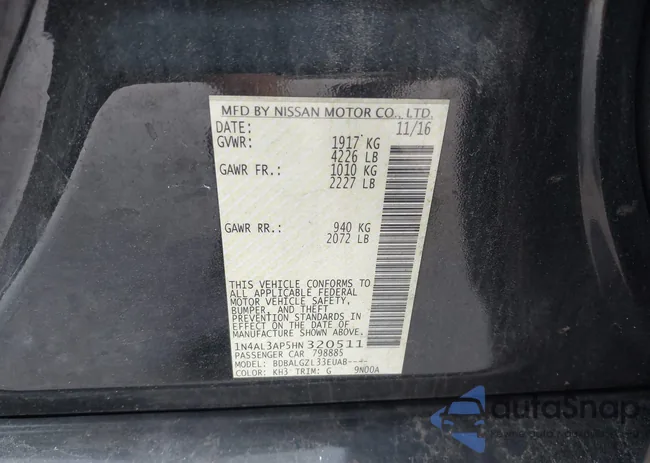 MFD BY NISSAN MOTOR CO., LTD.
DATE: 11/16
GVWR: 1917 KG
4226 LB
GAWR FR.: 1010 KG
2227 LB
GAWR RR.: 940 KG
2072 LB
THIS VEHICLE CONFORMS TO
ALL APPLICABLE FEDERAL
MOTOR VEHICLE SAFETY,
BUMPER, AND THEFT
PREVENTION STANDARDS IN
EFFECT ON THE DATE OF
MANUFACTURE SHOWN ABOVE.
1N4AL3AP5HN320511
PASSENGER CAR 798885
MODEL: BDBALGZL33EUAB----
COLOR: KH3 TRIM: G 9N00A
autoSnap